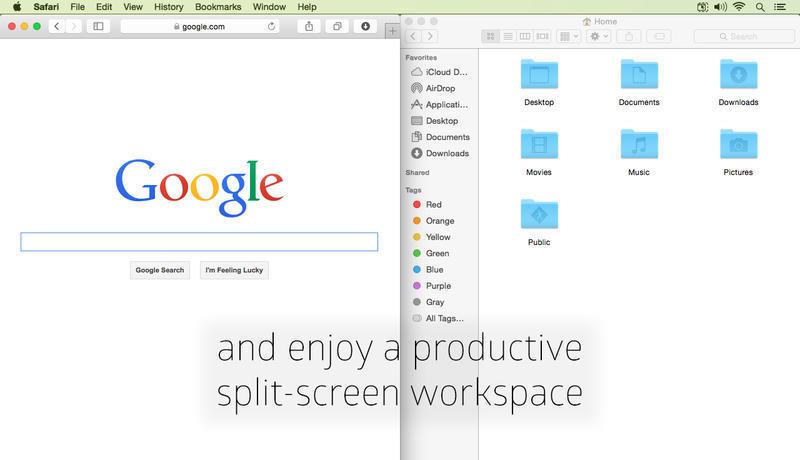 Safari File Edit View History Bookmarks Window Help
google.com
Google
Google Search I'm Feeling Lucky
Home
Search
Favorites
iCloud D...
AirDrop
Applicati...
Desktop
Documents
Downloads
Shared
Tags
Red
Orange
Yellow
Green
Blue
Purple
Gray
All Tags...
Desktop Documents Downloads
Movies Music Pictures
Public
and enjoy a productive
split-screen workspace